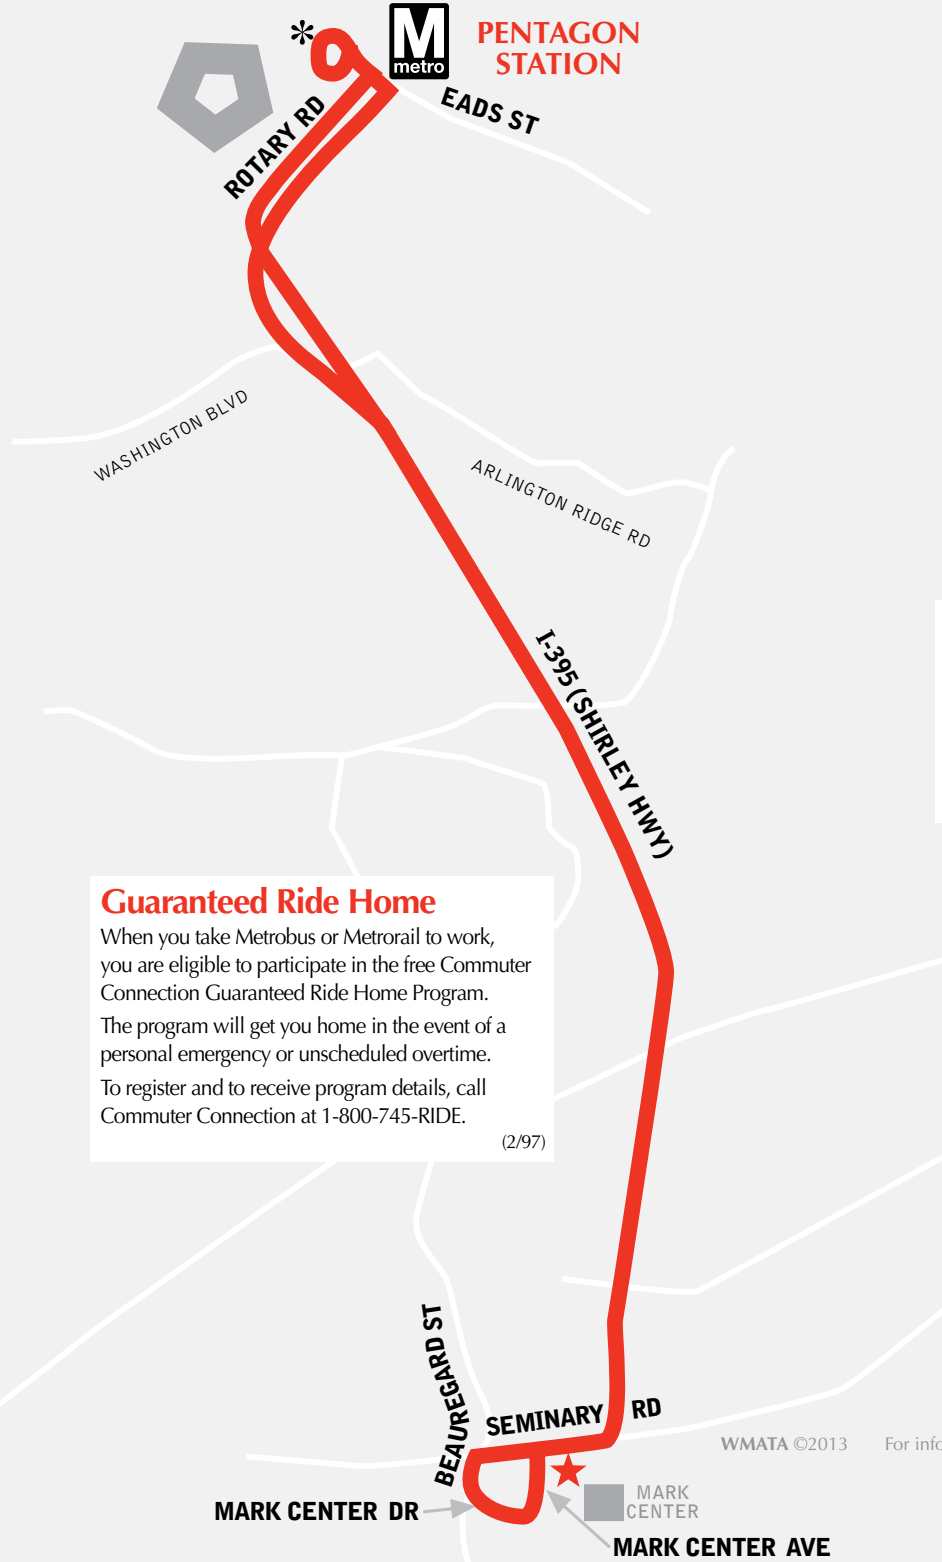 *
M
metro
PENTAGON
STATION
EADS ST
ROTARY RD
WASHINGTON BLVD
ARLINGTON RIDGE RD
I-395 (SHIRLEY HWY)
Guaranteed Ride Home
When you take Metrobus or Metrorail to work,
you are eligible to participate in the free Commuter
Connection Guaranteed Ride Home Program.
The program will get you home in the event of a
personal emergency or unscheduled overtime.
To register and to receive program details, call
Commuter Connection at 1-800-745-RIDE.
(2/97)
BEAUREGARD ST
SEMINARY RD
WMATA ©2013 For info
MARK
CENTER
MARK CENTER DR
MARK CENTER AVE